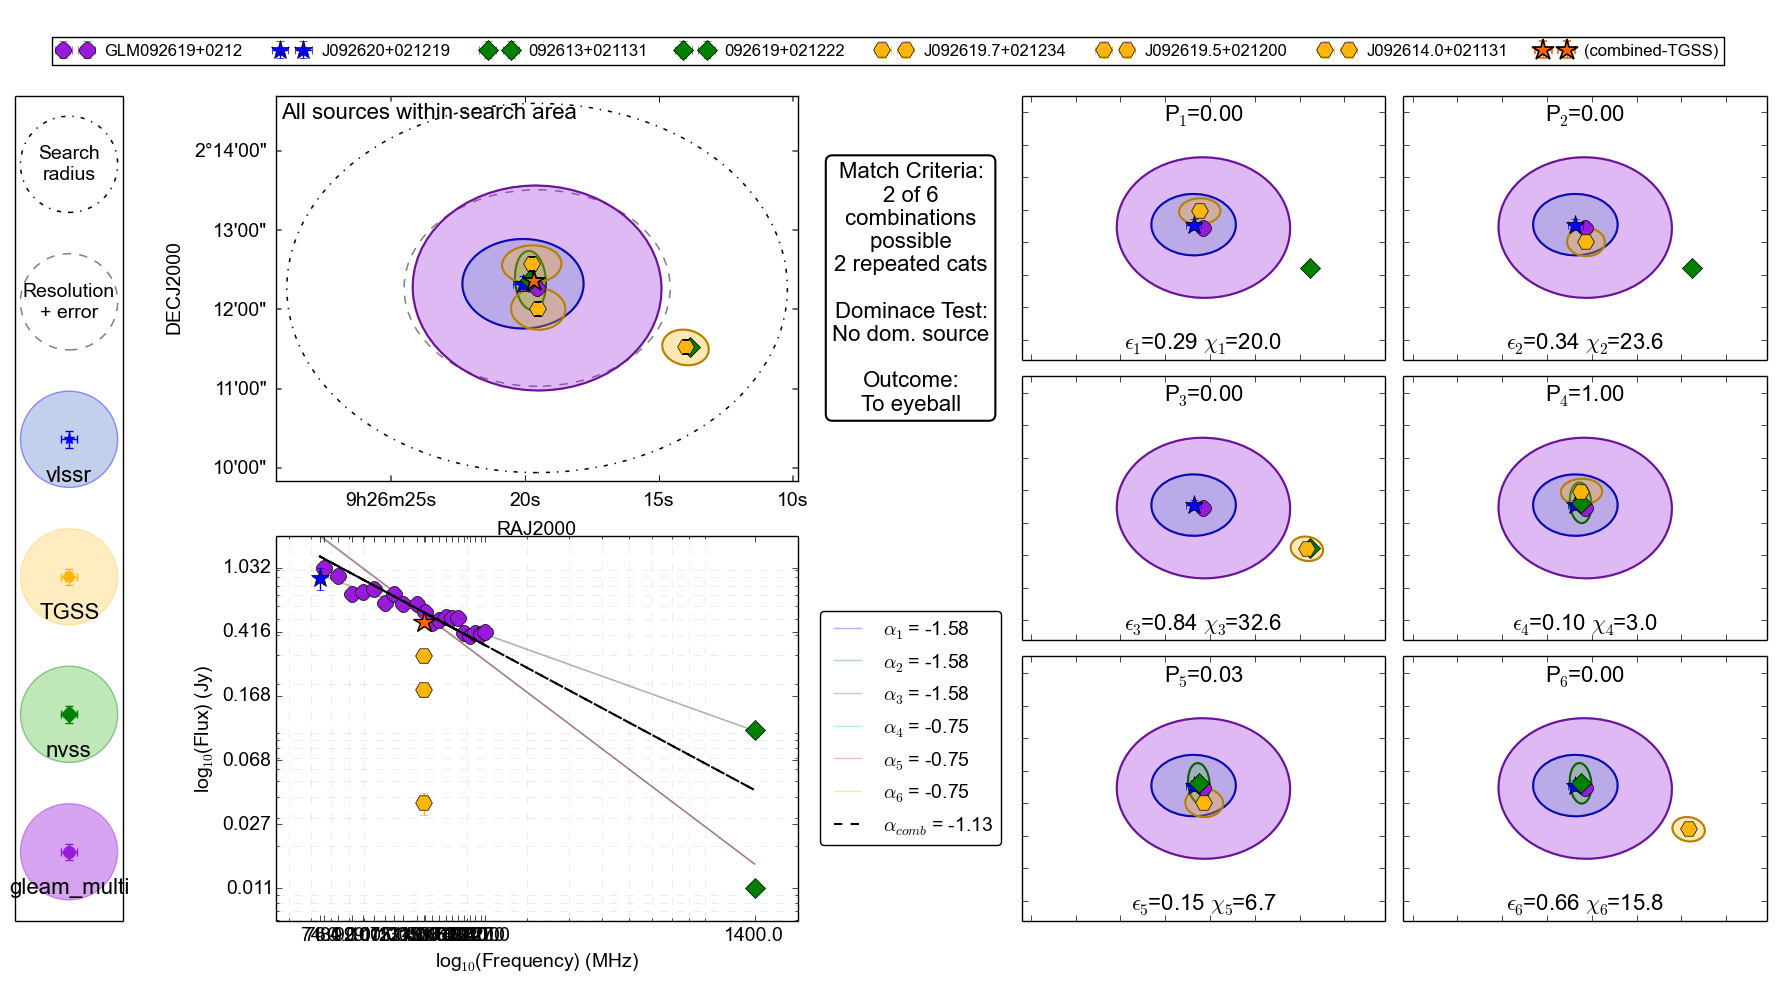 GLM092619+0212 J092620+021219 092613+021131 092619+021222 J092619.7+021234 J092619.5+021200 J092614.0+021131 (combined-TGSS)
Search
radius
Resolution
+ error
vlssr
TGSS
nvss
gleam_multi
All sources within search area
DECJ2000
2°14'00"
13'00"
12'00"
11'00"
10'00"
9h26m25s 20s 15s 10s
RAJ2000
Match Criteria:
2 of 6
combinations
possible
2 repeated cats
Dominace Test:
No dom. source
Outcome:
To eyeball
log10(Flux) (Jy)
1.032
0.416
0.168
0.068
0.027
0.011
1400.0
log10(Frequency) (MHz)
α1 = -1.58
α2 = -1.58
α3 = -1.58
α4 = -0.75
α5 = -0.75
α6 = -0.75
αcomb = -1.13
P1=0.00
ϵ1=0.29 χ1=20.0
P2=0.00
ϵ2=0.34 χ2=23.6
P3=0.00
ϵ3=0.84 χ3=32.6
P4=1.00
ϵ4=0.10 χ4=3.0
P5=0.03
ϵ5=0.15 χ5=6.7
P6=0.00
ϵ6=0.66 χ6=15.8